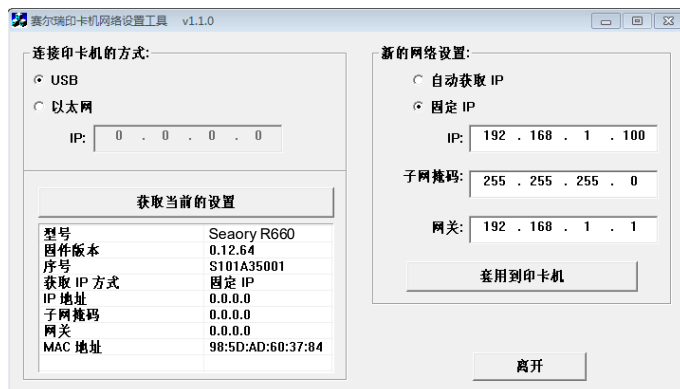 赛尔瑞印卡机网络设置工具 v1.1.0
连接印卡机的方式:
USB
以太网
IP: 0 . 0 . 0 . 0
获取当前的设置
型号 Seaory R660
固件版本 0.12.64
序号 S101A35001
获取 IP 方式 固定 IP
IP 地址 0.0.0.0
子网掩码 0.0.0.0
网关 0.0.0.0
MAC 地址 98:5D:AD:60:37:84
新的网络设置:
自动获取 IP
固定 IP
IP: 192 . 168 . 1 . 100
子网掩码: 255 . 255 . 255 . 0
网关: 192 . 168 . 1 . 1
套用到印卡机
离开